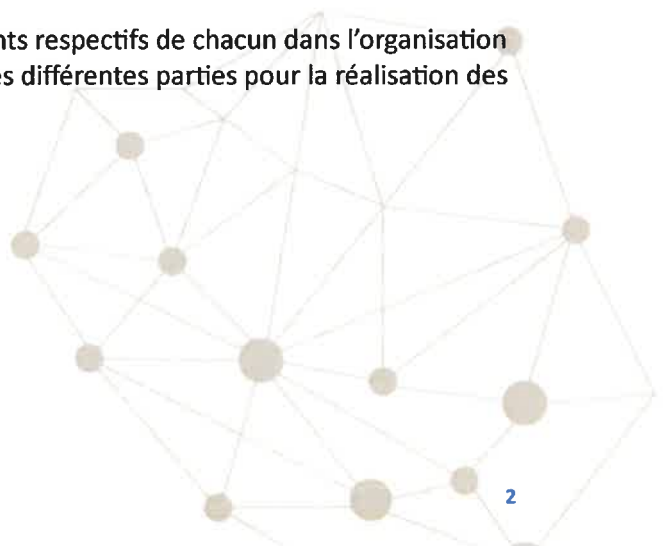 nts respectifs de chacun dans l’organisation
es différentes parties pour la réalisation des
2